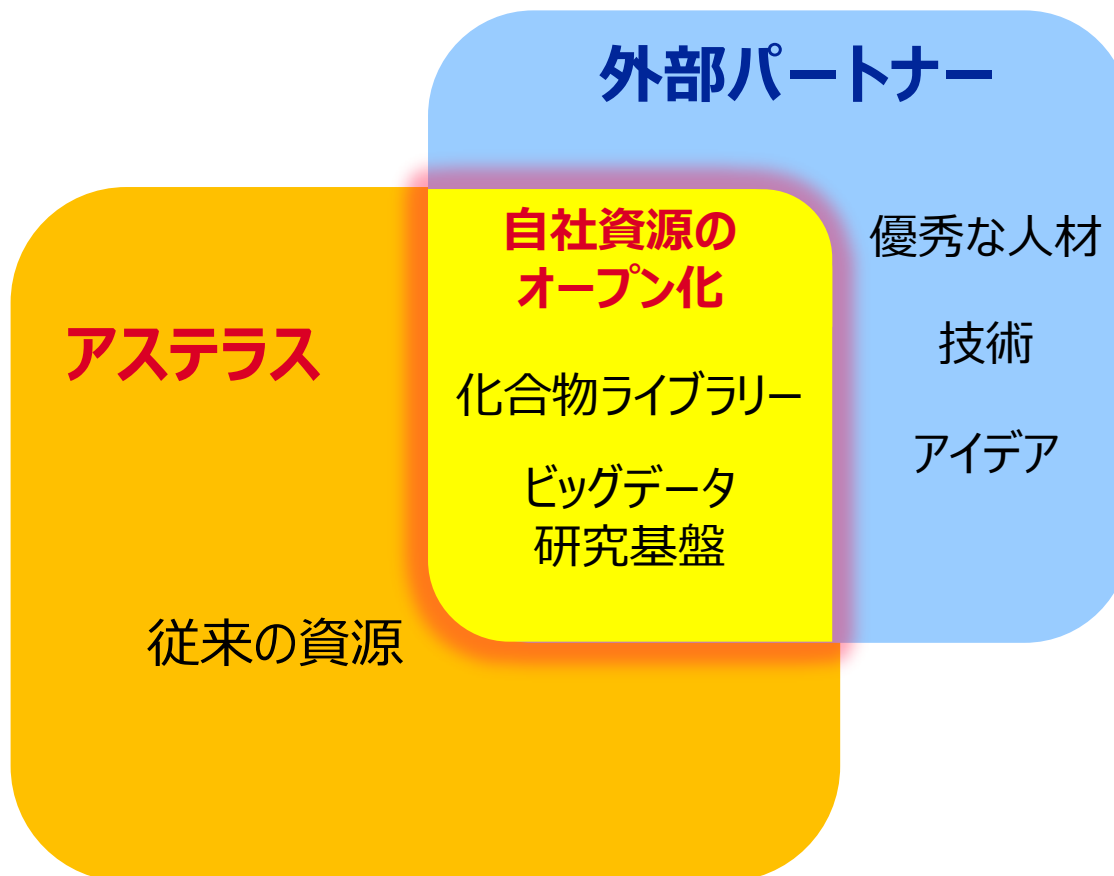 外部パートナー
優秀な人材
技術
アイデア
自社資源の
オープン化
化合物ライブラリー
ビッグデータ
研究基盤
アステラス
従来の資源